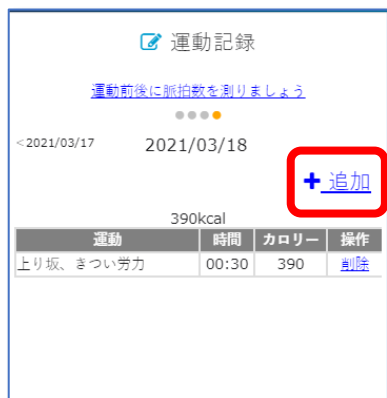 運動記録
運動前後に脈拍数を測りましょう
<2021/03/17 2021/03/18
+ 追加
390kcal
運動 時間 カロリー 操作
上り坂、きつい労力 00:30 390 削除